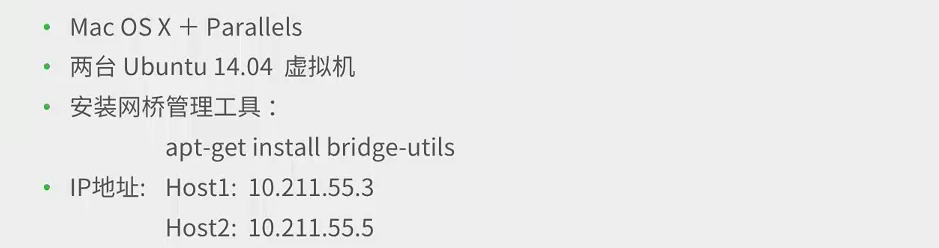 • Mac OS X + Parallels
• 两台 Ubuntu 14.04 虚拟机
• 安装网桥管理工具：
apt-get install bridge-utils
• IP地址: Host1: 10.211.55.3
Host2: 10.211.55.5